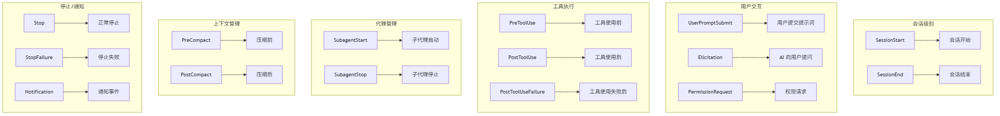 停止/通知
Stop
正常停止
StopFailure
停止失败
Notification
通知事件
上下文管理
PreCompact
压缩前
PostCompact
压缩后
代理管理
SubagentStart
子代理启动
SubagentStop
子代理停止
工具执行
PreToolUse
工具使用前
PostToolUse
工具使用后
PostToolUseFailure
工具使用失败后
用户交互
UserPromptSubmit
用户提交提示词
Elicitation
AI 向用户提问
PermissionRequest
权限请求
会话级别
SessionStart
会话开始
SessionEnd
会话结束